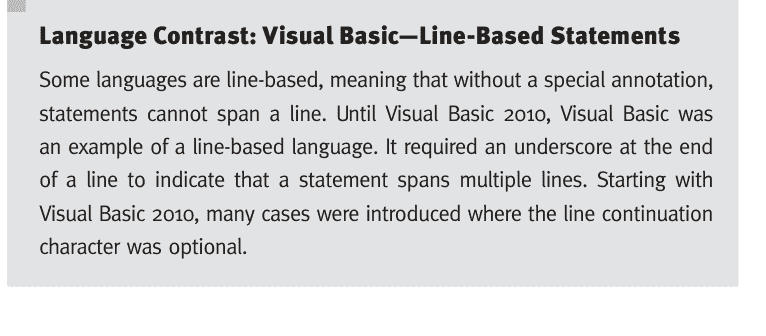 Language Contrast: Visual Basic—Line-Based Statements
Some languages are line-based, meaning that without a special annotation,
statements cannot span a line. Until Visual Basic 2010, Visual Basic was
an example of a line-based language. It required an underscore at the end
of a line to indicate that a statement spans multiple lines. Starting with
Visual Basic 2010, many cases were introduced where the line continuation
character was optional.